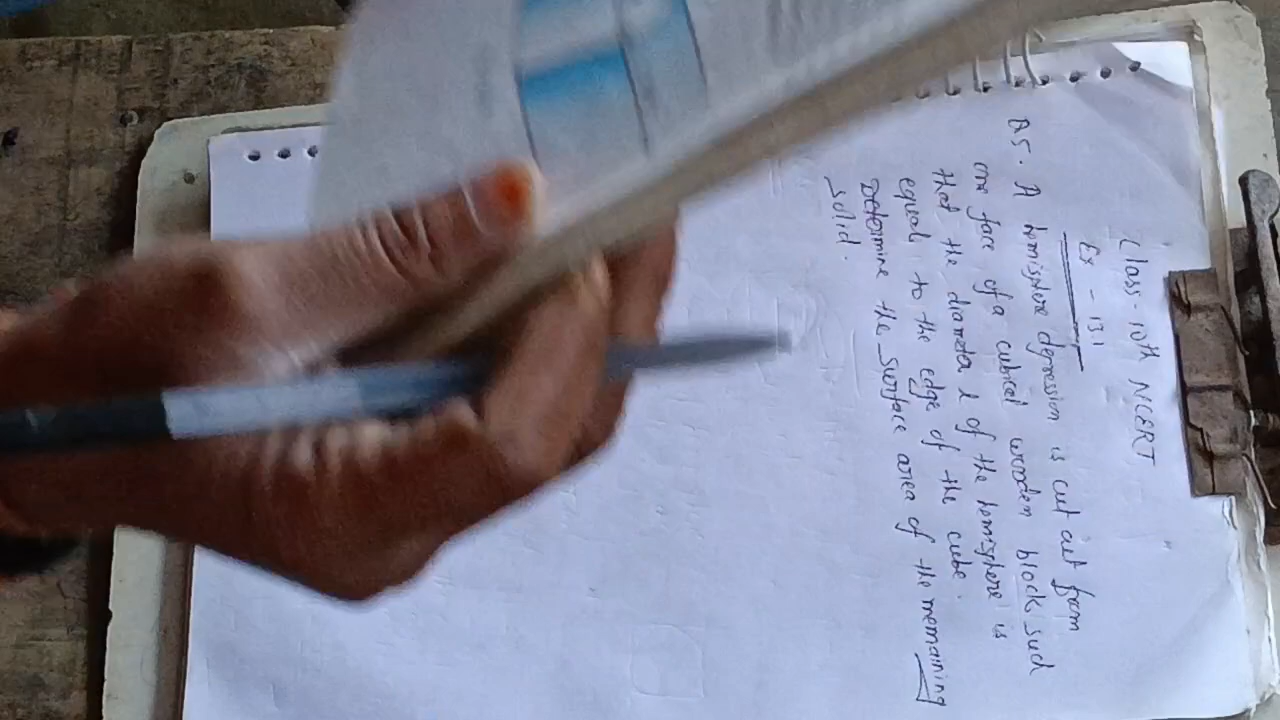 Class - 10th NCERT
Ex - 13.1
Q5. A hemisphere depression is cut out from
one face of a cubical wooden block such
that the diameter l of the hemisphere is
equal to the edge of the cube.
Determine the surface area of the remaining
solid.